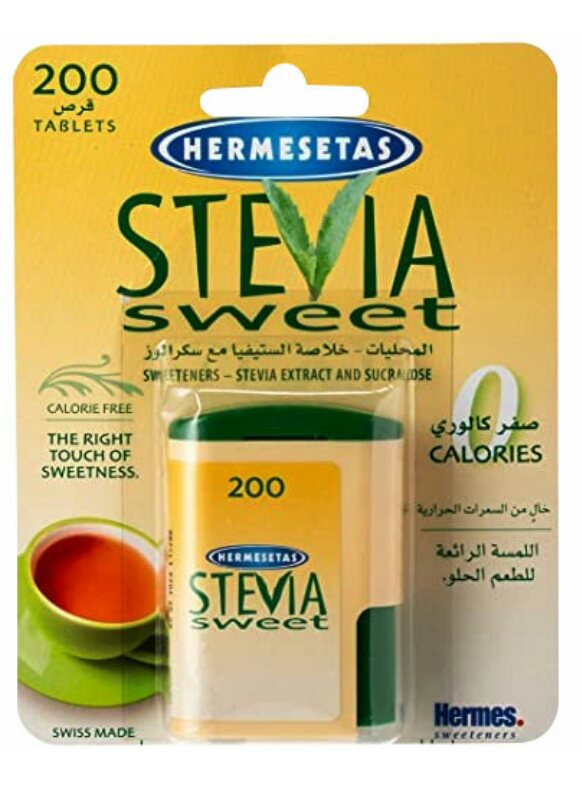 200
قرص
TABLETS
HERMESETAS
STEVIA
sweet
المحليات - خلاصة الستيفيا مع سكرالوز
SWEETENERS – STEVIA EXTRACT AND SUCRALOSE
CALORIE FREE
THE RIGHT
TOUCH OF
SWEETNESS.
0
صفر كالوري
CALORIES
خالٍ من السعرات الحرارية
اللمسة الرائعة
للطعم الحلو.
200
HERMESETAS
STEVIA
sweet
SWISS MADE
Hermes.
sweeteners